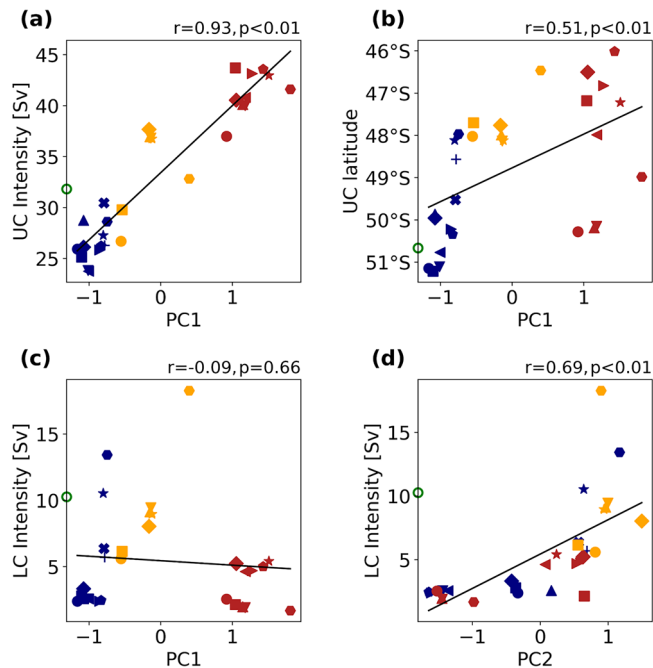 (a)
r=0.93,p<0.01
UC Intensity [Sv]
45
40
35
30
25
−1
0
1
PC1
(b)
r=0.51,p<0.01
UC latitude
46°S
47°S
48°S
49°S
50°S
51°S
−1
0
1
PC1
(c)
r=-0.09,p=0.66
LC Intensity [Sv]
15
10
5
−1
0
1
PC1
(d)
r=0.69,p<0.01
LC Intensity [Sv]
15
10
5
−1
0
1
PC2